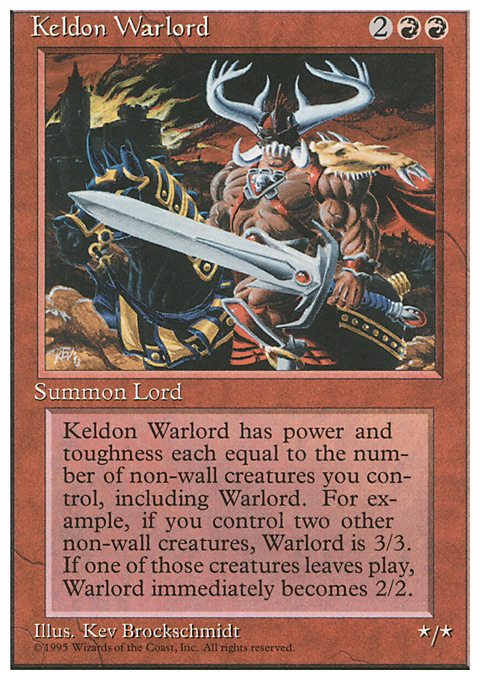 Keldon Warlord 2
Summon Lord
Keldon Warlord has power and
toughness each equal to the num-
ber of non-wall creatures you con-
trol, including Warlord. For ex-
ample, if you control two other
non-wall creatures, Warlord is 3/3.
If one of those creatures leaves play,
Warlord immediately becomes 2/2.
Illus. Kev Brockschmidt
*/*
©1995 Wizards of the Coast, Inc. All rights reserved.